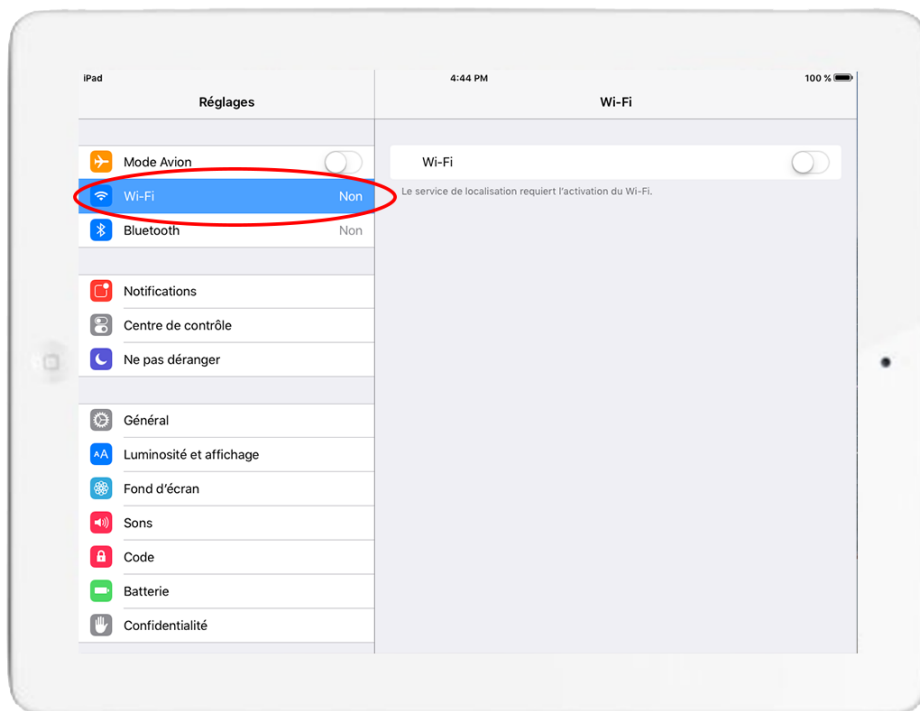 iPad
4:44 PM
100 %
Réglages
Wi-Fi
Mode Avion
Wi-Fi
Wi-Fi
Non
Le service de localisation requiert l'activation du Wi-Fi.
Bluetooth
Non
Notifications
Centre de contrôle
Ne pas déranger
Général
AA
Luminosité et affichage
Fond d'écran
Sons
Code
Batterie
Confidentialité